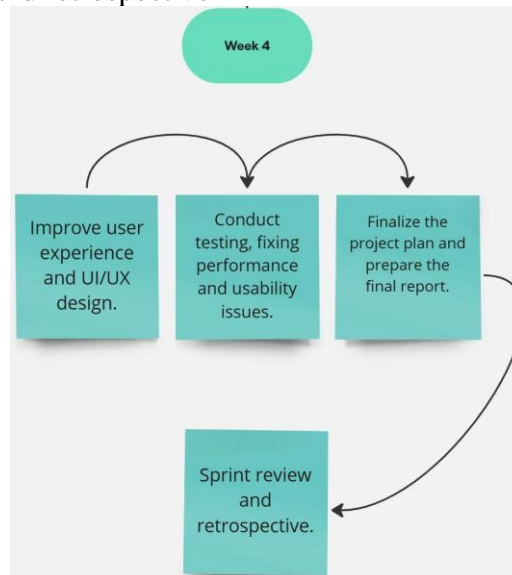 Week 4
Improve user
experience
and UI/UX
design.
Conduct
testing, fixing
performance
and usability
issues.
Finalize the
project plan and
prepare the
final report.
Sprint review
and
retrospective.